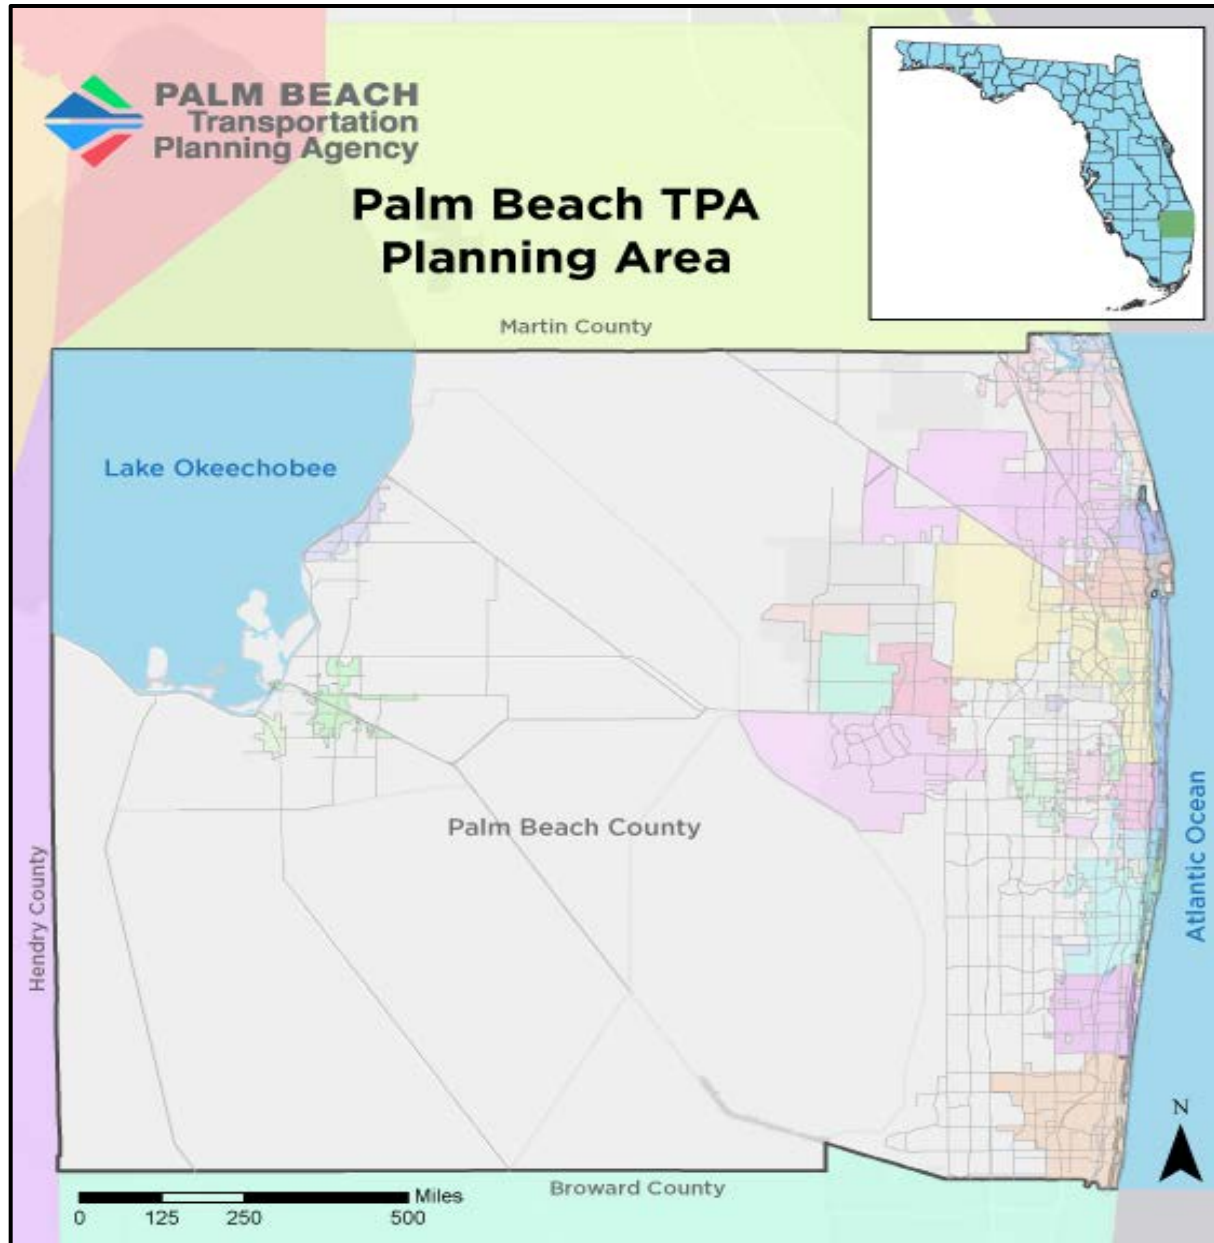 PALM BEACH
Transportation
Planning Agency
Palm Beach TPA
Planning Area
Martin County
Lake Okeechobee
Palm Beach County
Hendry County
Atlantic Ocean
N
Broward County
Miles
0 125 250 500